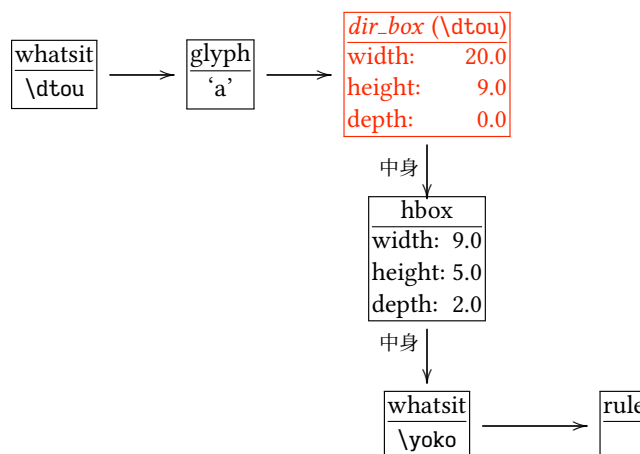 whatsit
\dtou
glyph
‘a’
dir_box (\dtou)
width: 20.0
height: 9.0
depth: 0.0
中身
hbox
width: 9.0
height: 5.0
depth: 2.0
中身
whatsit
\yoko
rule